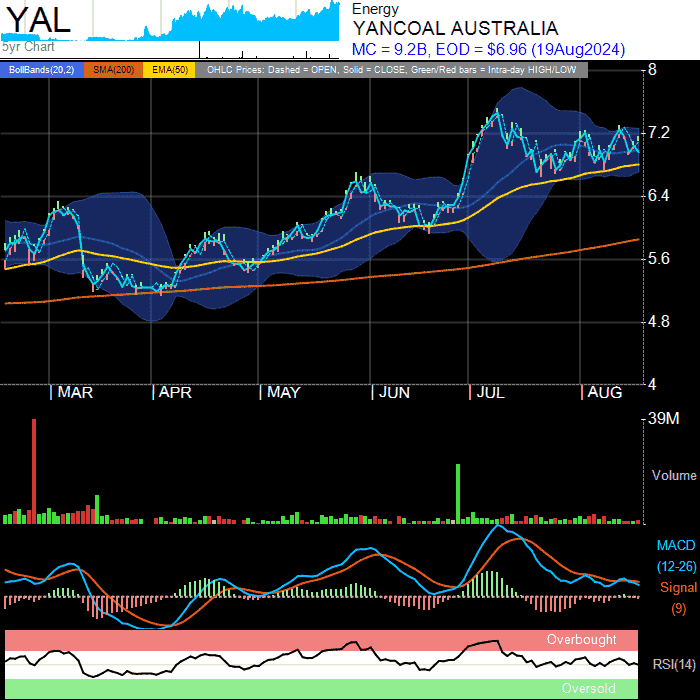 YAL
5yr Chart
Energy
YANCOAL AUSTRALIA
MC = 9.2B, EOD = $6.96 (19Aug2024)
BollBands(20,2) SMA(200) EMA(50) OHLC Prices: Dashed = OPEN, Solid = CLOSE, Green/Red bars = Intra-day HIGH/LOW
8
7.2
6.4
5.6
4.8
4
MAR APR MAY JUN JUL AUG
39M
Volume
MACD
(12-26)
Signal
(9)
Overbought
RSI(14)
Oversold